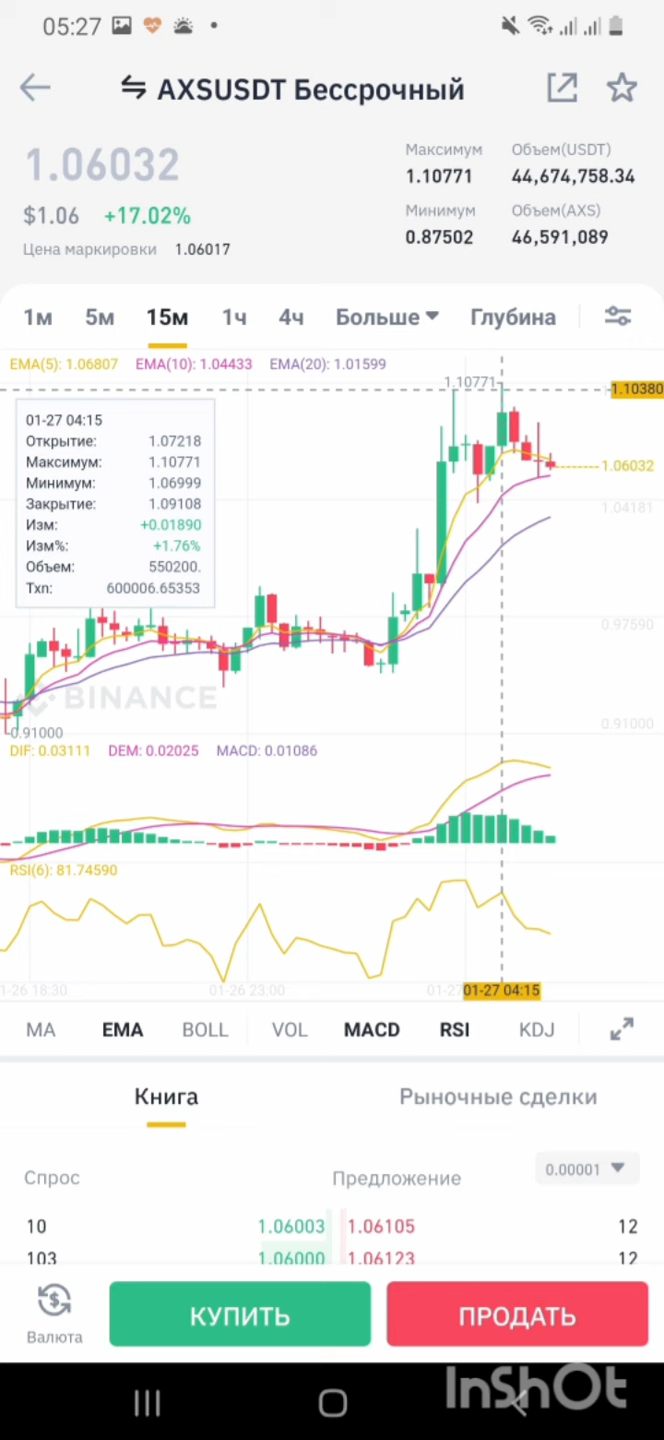 05:27
AXSUSDT Бессрочный
1.06032
$1.06 +17.02%
Цена маркировки 1.06017
Максимум
1.10771
Минимум
0.87502
Объем(USDT)
44,674,758.34
Объем(AXS)
46,591,089
1м 5м 15м 1ч 4ч Больше Глубина
EMA(5): 1.06807 EMA(10): 1.04433 EMA(20): 1.01599
1.10771
1.10380
01-27 04:15
Открытие: 1.07218
Максимум: 1.10771
Минимум: 1.06999
Закрытие: 1.09108
Изм: +0.01890
Изм%: +1.76%
Объем: 550200.
Txn: 600006.65353
1.06032
1.04181
0.97590
0.91000
BINANCE
0.91000
DIF: 0.03111 DEM: 0.02025 MACD: 0.01086
RSI(6): 81.74590
1-26 18:30 01-26 23:00 01-27 01-27 04:15
MA EMA BOLL VOL MACD RSI KDJ
Книга Рыночные сделки
Спрос Предложение 0.00001
10 1.06003 1.06105 12
103 1.06000 1.06123 12
Валюта
КУПИТЬ ПРОДАТЬ
InShOt